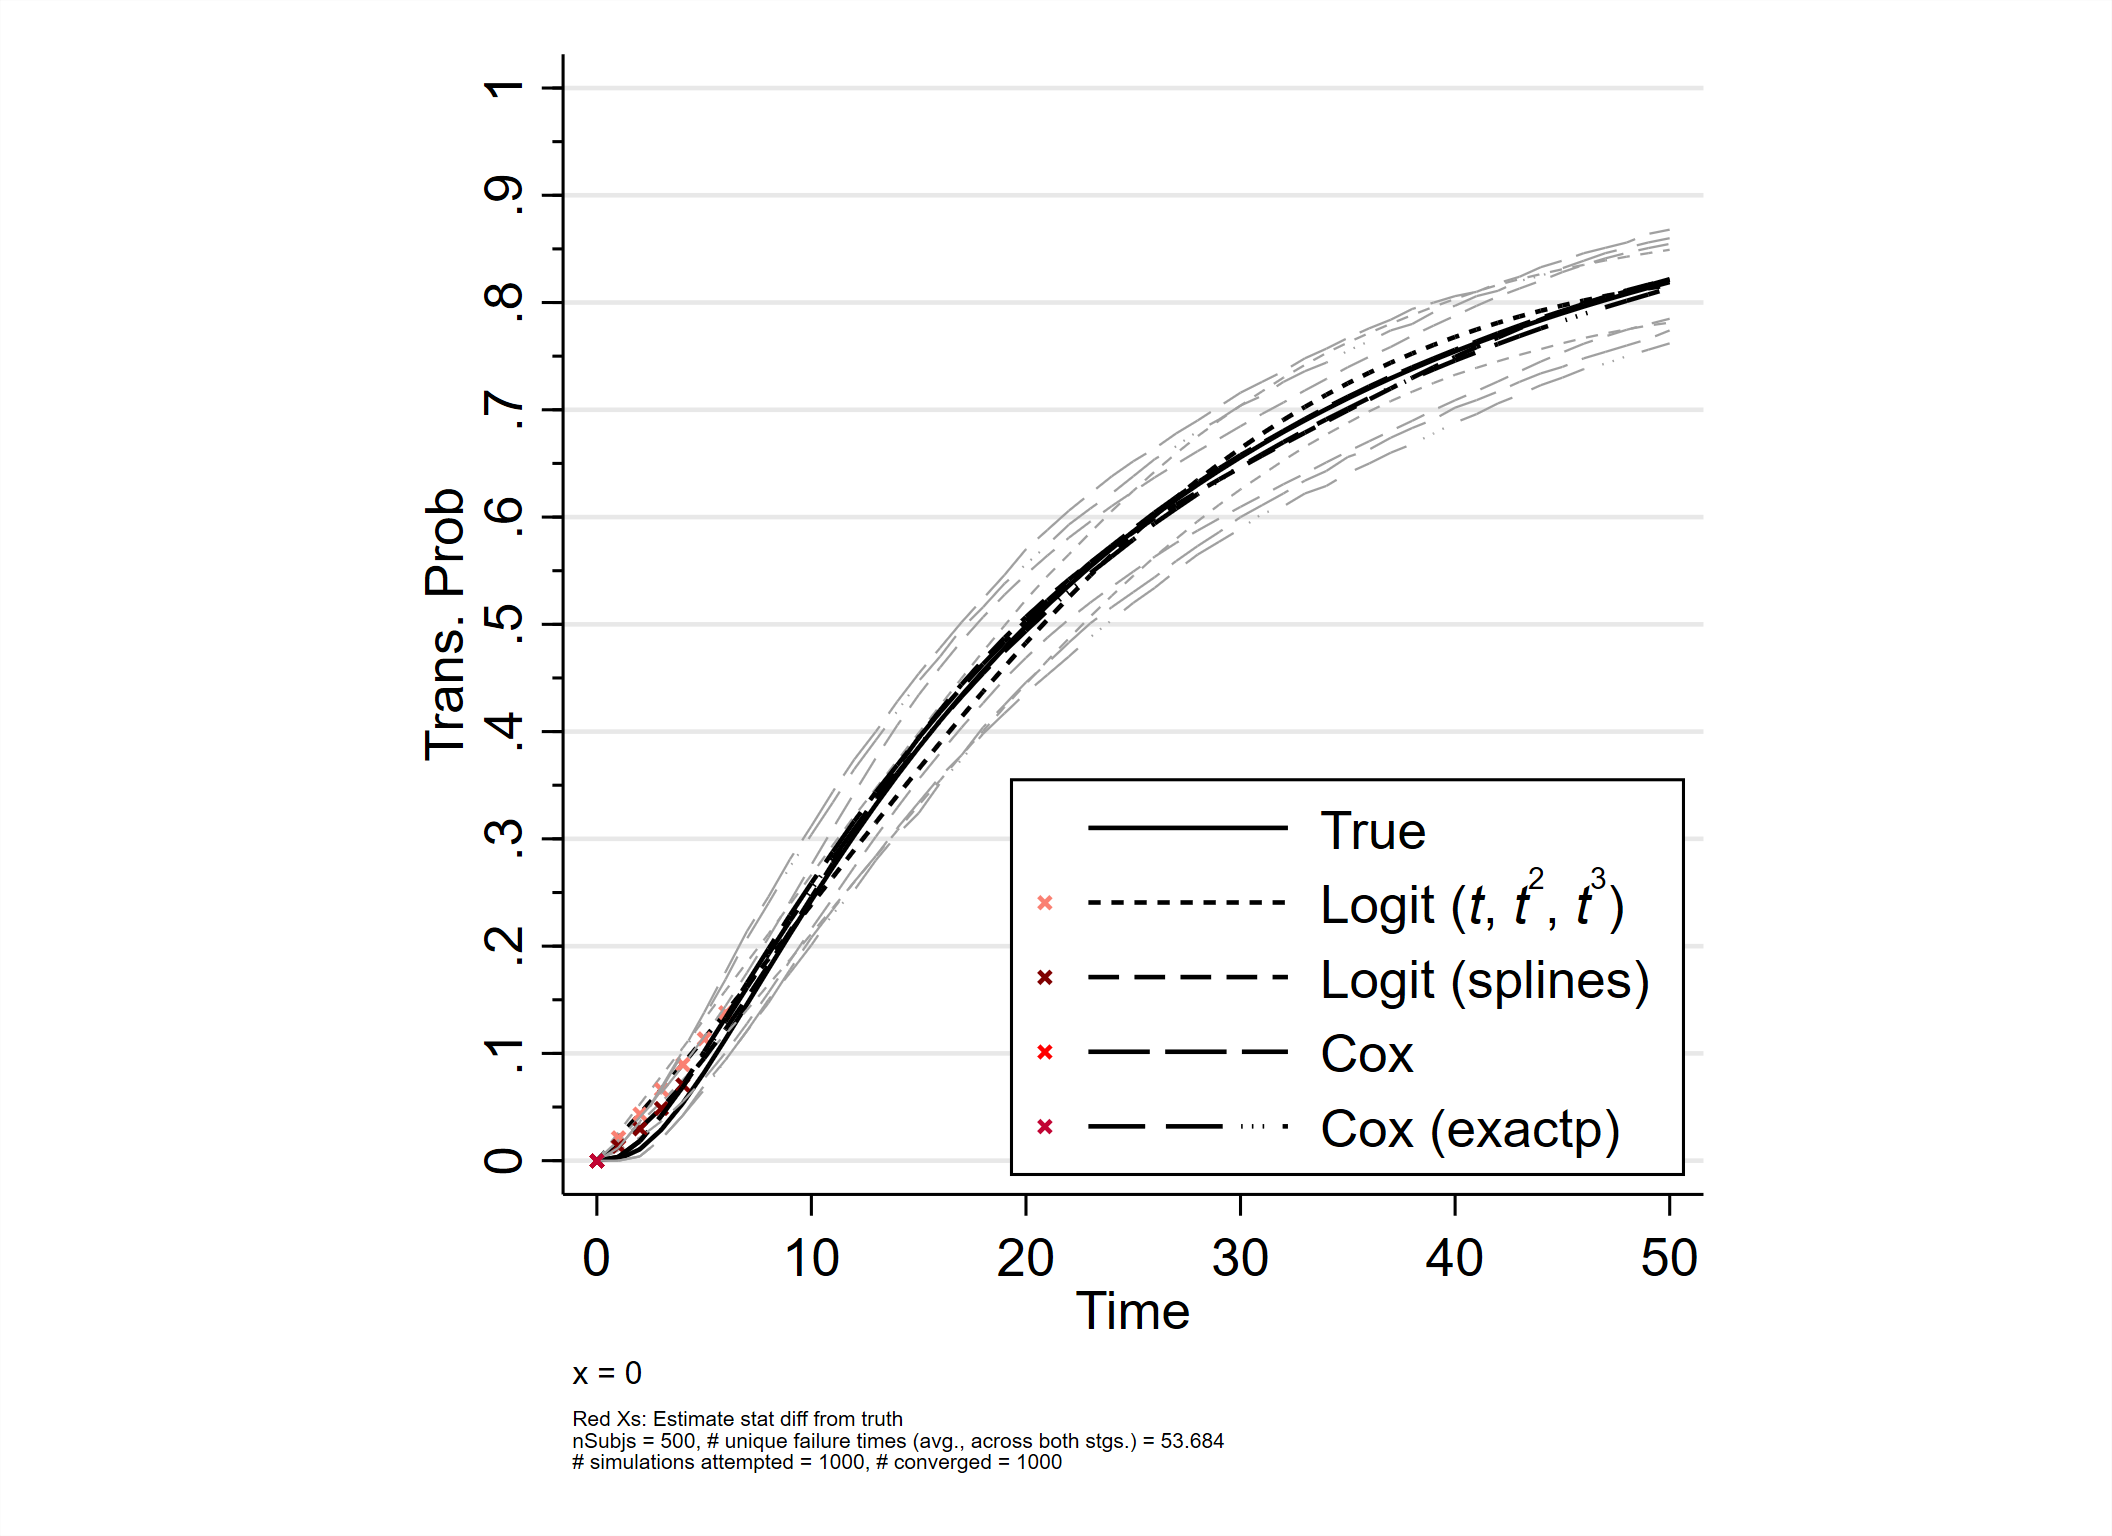 1
.9
.8
.7
.6
.5
.4
.3
.2
.1
0
Trans. Prob
True
Logit (t, t², t³)
Logit (splines)
Cox
Cox (exactp)
0 10 20 30 40 50
Time
x = 0
Red Xs: Estimate stat diff from truth
nSubjs = 500, # unique failure times (avg., across both stgs.) = 53.684
# simulations attempted = 1000, # converged = 1000